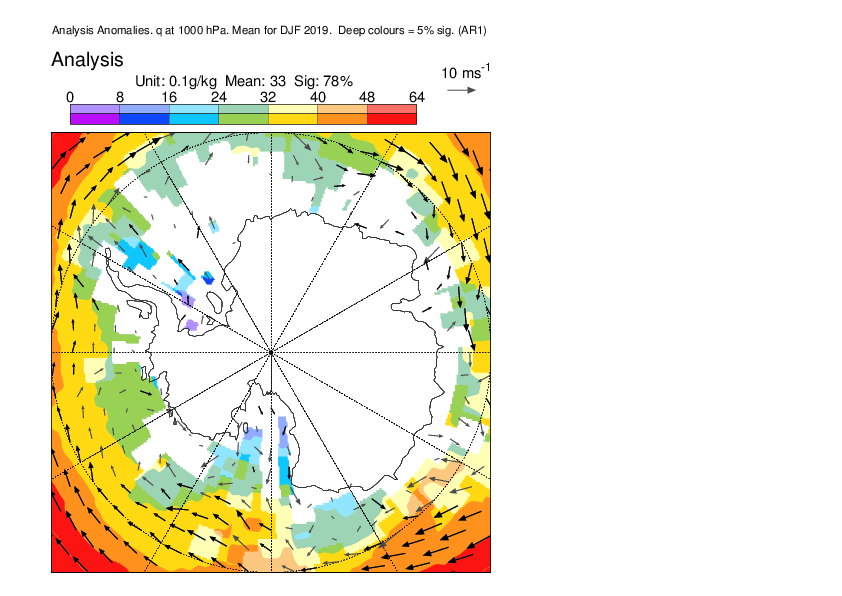 Analysis Anomalies. q at 1000 hPa. Mean for DJF 2019.  Deep colours = 5% sig. (AR1)
Analysis
10 ms-1
Unit: 0.1g/kg  Mean: 33  Sig: 78%
0 8 16 24 32 40 48 64